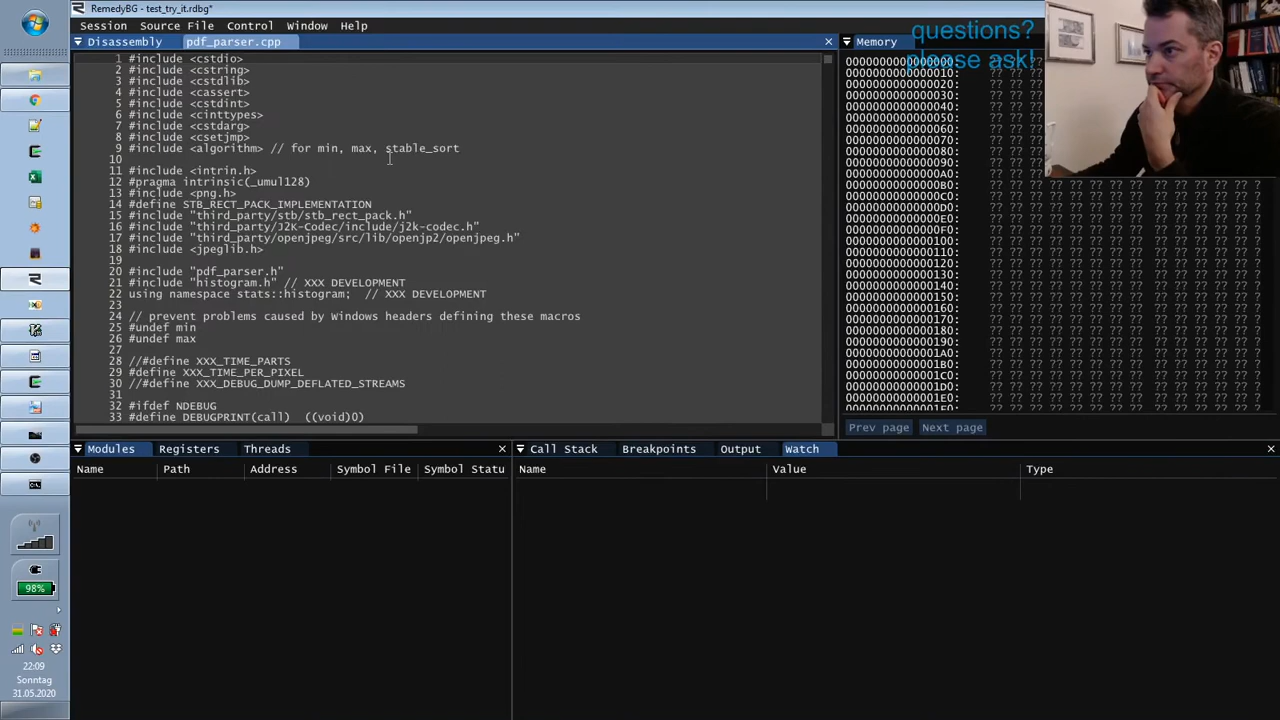 RemedyBG - test_try_it.rdbg*
Session Source File Control Window Help
questions?
please ask!
Disassembly pdf_parser.cpp
1 #include <cstdio>
2 #include <cstring>
3 #include <cstdlib>
4 #include <cassert>
5 #include <cstdint>
6 #include <cinttypes>
7 #include <cstdarg>
8 #include <csetjmp>
9 #include <algorithm> // for min, max, stable_sort
10
11 #include <intrin.h>
12 #pragma intrinsic(_umul128)
13 #include <png.h>
14 #define STB_RECT_PACK_IMPLEMENTATION
15 #include "third_party/stb/stb_rect_pack.h"
16 #include "third_party/J2K-Codec/include/j2k-codec.h"
17 #include "third_party/openjpeg/src/lib/openjp2/openjpeg.h"
18 #include <jpeglib.h>
19
20 #include "pdf_parser.h"
21 #include "histogram.h" // XXX DEVELOPMENT
22 using namespace stats::histogram; // XXX DEVELOPMENT
23
24 // prevent problems caused by Windows headers defining these macros
25 #undef min
26 #undef max
27
28 //#define XXX_TIME_PARTS
29 #define XXX_TIME_PER_PIXEL
30 //#define XXX_DEBUG_DUMP_DEFLATED_STREAMS
31
32 #ifdef NDEBUG
33 #define DEBUGPRINT(call) ((void)0)
Memory
0000000000000000: ?? ?? ??
0000000000000010: ?? ?? ??
0000000000000020: ?? ?? ??
0000000000000030: ?? ?? ??
0000000000000040: ?? ?? ??
0000000000000050: ?? ?? ??
0000000000000060: ?? ?? ??
0000000000000070: ?? ?? ??
0000000000000080: ?? ?? ??
0000000000000090: ?? ?? ??
00000000000000A0: ?? ?? ??
00000000000000B0: ?? ?? ?? ?? ?? ?? ?? ?? ?? ?? ?? ?? ?? ?
00000000000000C0: ?? ?? ?? ?? ?? ?? ?? ?? ?? ?? ?? ?? ?? ?
00000000000000D0: ?? ?? ?? ?? ?? ?? ?? ?? ?? ?? ?? ?? ?? ?
00000000000000E0: ?? ?? ?? ?? ?? ?? ?? ?? ?? ?? ?? ?? ?? ?
00000000000000F0: ?? ?? ?? ?? ?? ?? ?? ?? ?? ?? ?? ?? ?? ?
0000000000000100: ?? ?? ?? ?? ?? ?? ?? ?? ?? ?? ?? ?? ?? ?
0000000000000110: ?? ?? ?? ?? ?? ?? ?? ?? ?? ?? ?? ?? ?? ?
0000000000000120: ?? ?? ?? ?? ?? ?? ?? ?? ?? ?? ?? ?? ?? ?
0000000000000130: ?? ?? ?? ?? ?? ?? ?? ?? ?? ?? ?? ?? ?? ?
0000000000000140: ?? ?? ?? ?? ?? ?? ?? ?? ?? ?? ?? ?? ?? ?
0000000000000150: ?? ?? ?? ?? ?? ?? ?? ?? ?? ?? ?? ?? ?? ?
0000000000000160: ?? ?? ?? ?? ?? ?? ?? ?? ?? ?? ?? ?? ?? ?
0000000000000170: ?? ?? ?? ?? ?? ?? ?? ?? ?? ?? ?? ?? ?? ?
0000000000000180: ?? ?? ?? ?? ?? ?? ?? ?? ?? ?? ?? ?? ?? ?
0000000000000190: ?? ?? ?? ?? ?? ?? ?? ?? ?? ?? ?? ?? ?? ?
00000000000001A0: ?? ?? ?? ?? ?? ?? ?? ?? ?? ?? ?? ?? ?? ?
00000000000001B0: ?? ?? ?? ?? ?? ?? ?? ?? ?? ?? ?? ?? ?? ?
00000000000001C0: ?? ?? ?? ?? ?? ?? ?? ?? ?? ?? ?? ?? ?? ?
00000000000001D0: ?? ?? ?? ?? ?? ?? ?? ?? ?? ?? ?? ?? ?? ?
00000000000001E0: ?? ?? ?? ?? ?? ?? ?? ?? ?? ?? ?? ?? ?? ?
Prev page Next page
Modules Registers Threads
Name Path Address Symbol File Symbol Statu
Call Stack Breakpoints Output Watch
Name Value Type
98%
22:09
Sonntag
31.05.2020